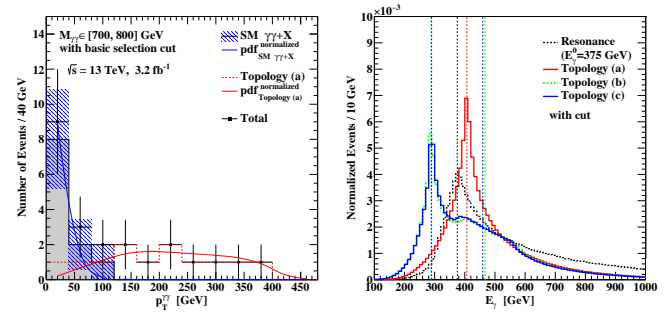 M_γγ ∈ [700, 800] GeV
with basic selection cut
√s = 13 TeV, 3.2 fb⁻¹
SM γγ+X
pdf^normalized_SM γγ+X
Topology (a)
pdf^normalized_Topology (a)
Total
Number of Events / 40 GeV
14
12
10
8
6
4
2
0
0 50 100 150 200 250 300 350 400 450
p_T^γγ [GeV]
×10⁻³
Resonance
(E_γ^0=375 GeV)
Topology (a)
Topology (b)
Topology (c)
with cut
Normalized Events / 10 GeV
10
9
8
7
6
5
4
3
2
1
0
100 200 300 400 500 600 700 800 900 1000
E_γ [GeV]